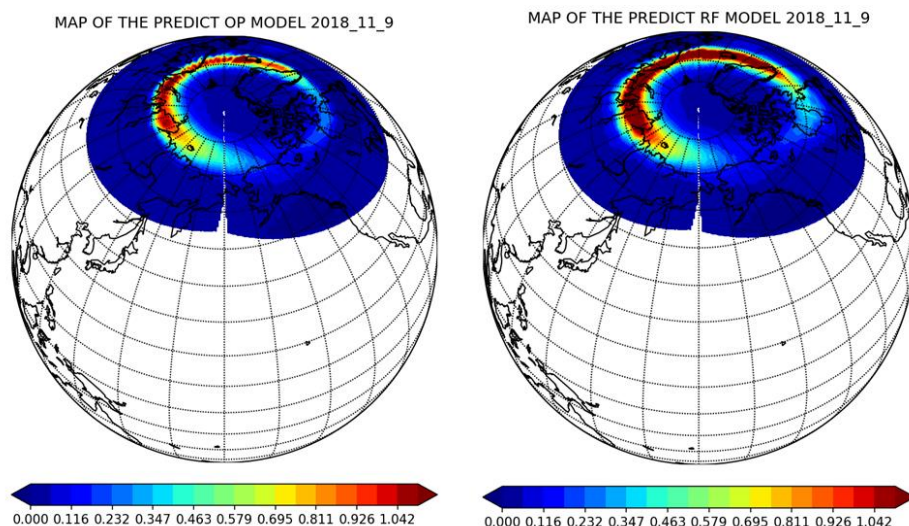 MAP OF THE PREDICT OP MODEL 2018_11_9
MAP OF THE PREDICT RF MODEL 2018_11_9
0.000 0.116 0.232 0.347 0.463 0.579 0.695 0.811 0.926 1.042
0.000 0.116 0.232 0.347 0.463 0.579 0.695 0.811 0.926 1.042